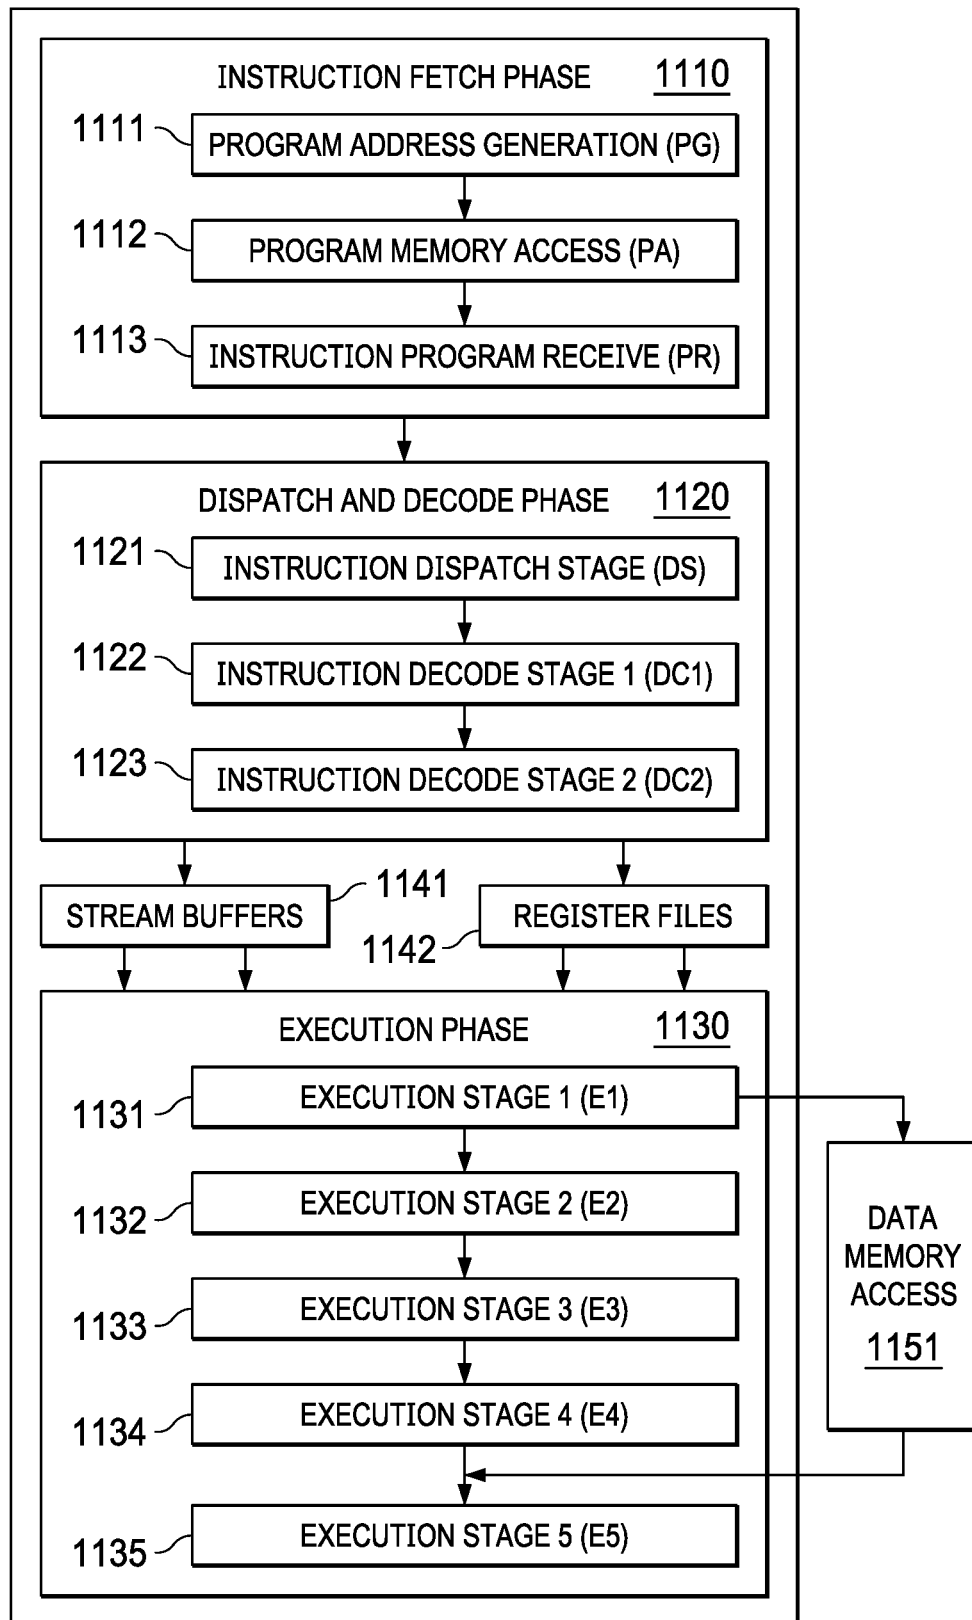 INSTRUCTION FETCH PHASE 1110
1111 PROGRAM ADDRESS GENERATION (PG)
1112 PROGRAM MEMORY ACCESS (PA)
1113 INSTRUCTION PROGRAM RECEIVE (PR)
DISPATCH AND DECODE PHASE 1120
1121 INSTRUCTION DISPATCH STAGE (DS)
1122 INSTRUCTION DECODE STAGE 1 (DC1)
1123 INSTRUCTION DECODE STAGE 2 (DC2)
STREAM BUFFERS 1141
1142 REGISTER FILES
EXECUTION PHASE 1130
1131 EXECUTION STAGE 1 (E1)
1132 EXECUTION STAGE 2 (E2)
1133 EXECUTION STAGE 3 (E3)
1134 EXECUTION STAGE 4 (E4)
1135 EXECUTION STAGE 5 (E5)
DATA
MEMORY
ACCESS
1151